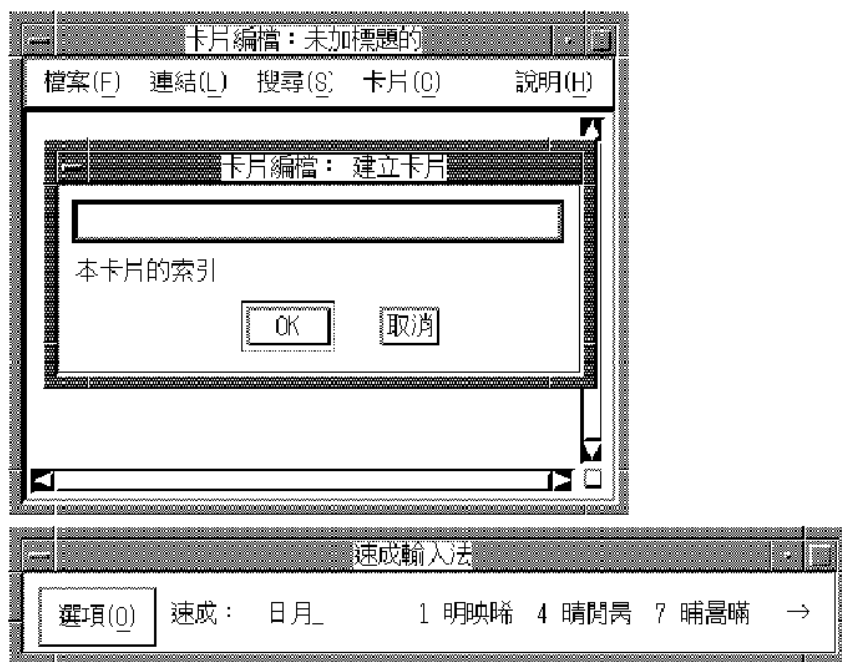 卡片編檔：未加標題的
檔案(F) 連結(L) 搜尋(S) 卡片(C) 說明(H)
卡片編檔： 建立卡片
本卡片的索引
OK 取消
速成輸入法
選項(O) 速成： 日月_ 1 明映晞 4 晴閒昺 7 晡暠暪 →